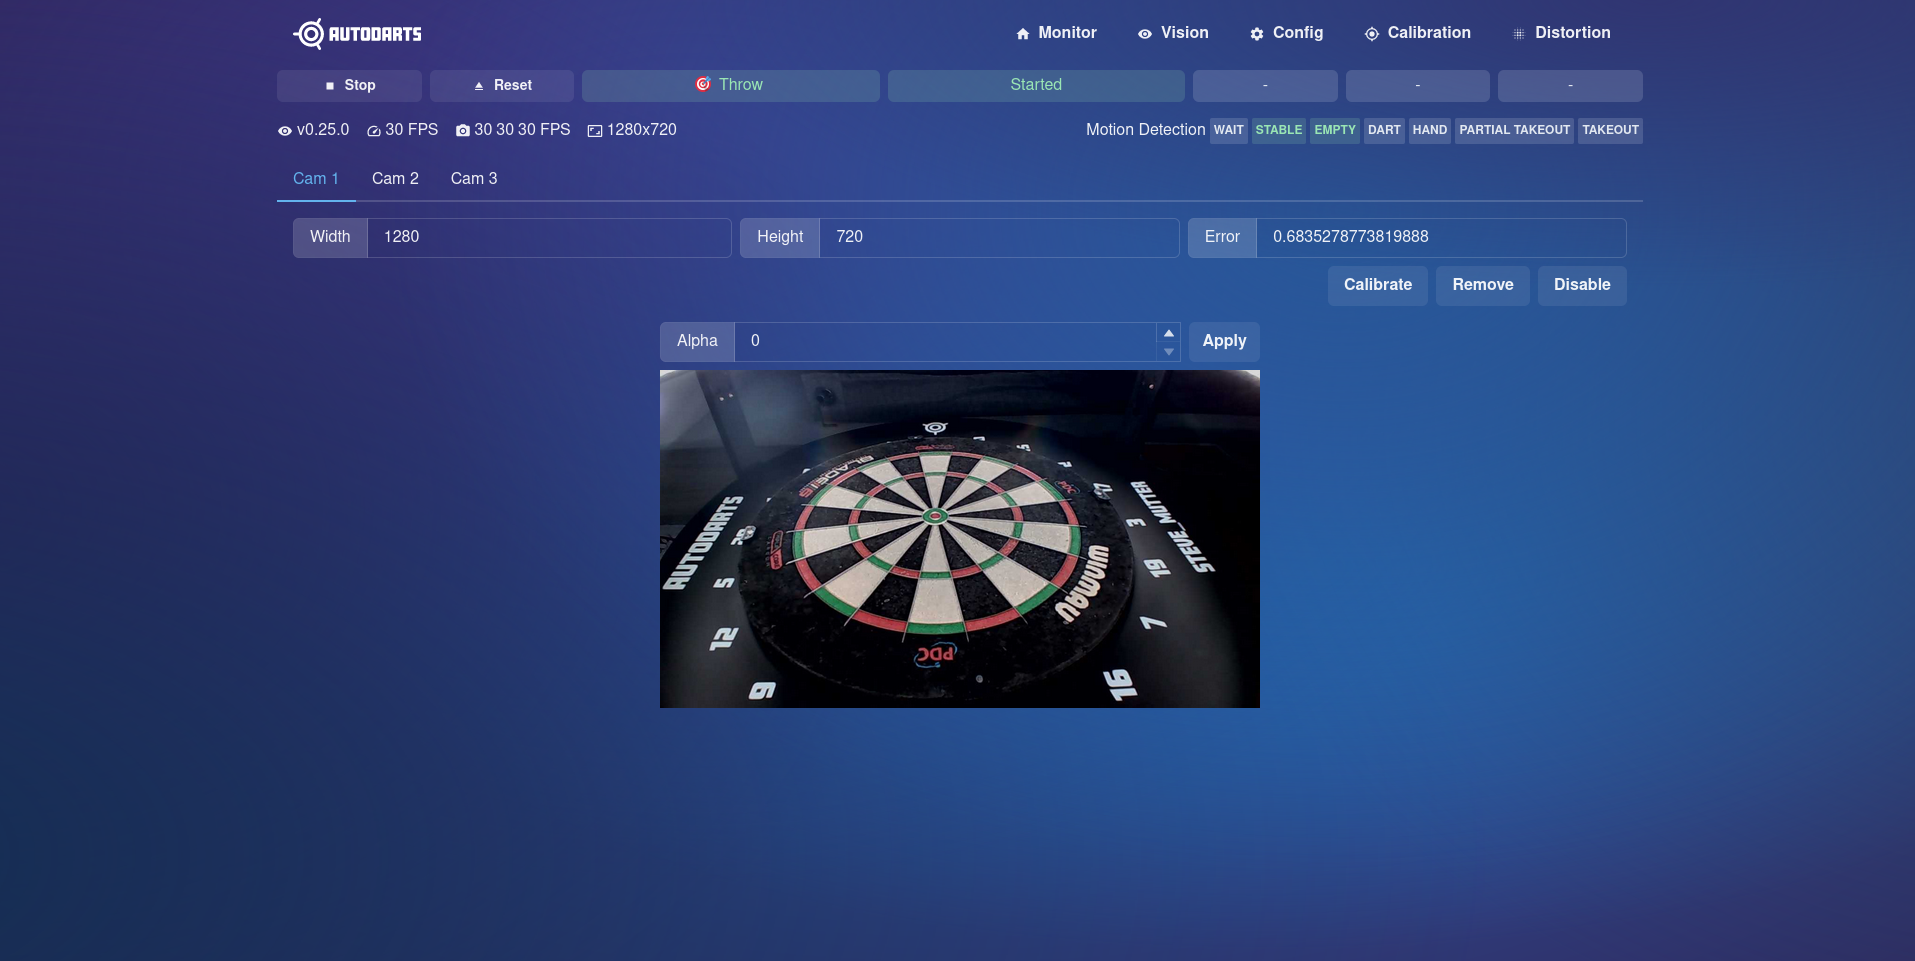 AUTODARTS
Monitor Vision Config Calibration Distortion
Stop Reset Throw Started - - -
v0.25.0 30 FPS 30 30 30 FPS 1280x720 Motion Detection WAIT STABLE EMPTY DART HAND PARTIAL TAKEOUT TAKEOUT
Cam 1 Cam 2 Cam 3
Width 1280 Height 720 Error 0.6835278773819888
Calibrate Remove Disable
Alpha 0 Apply
BLADE 6
AUTODARTS
STEVE_MUTTER
17
3
20
5
19
WINMAU
12
7
PDC
9
16